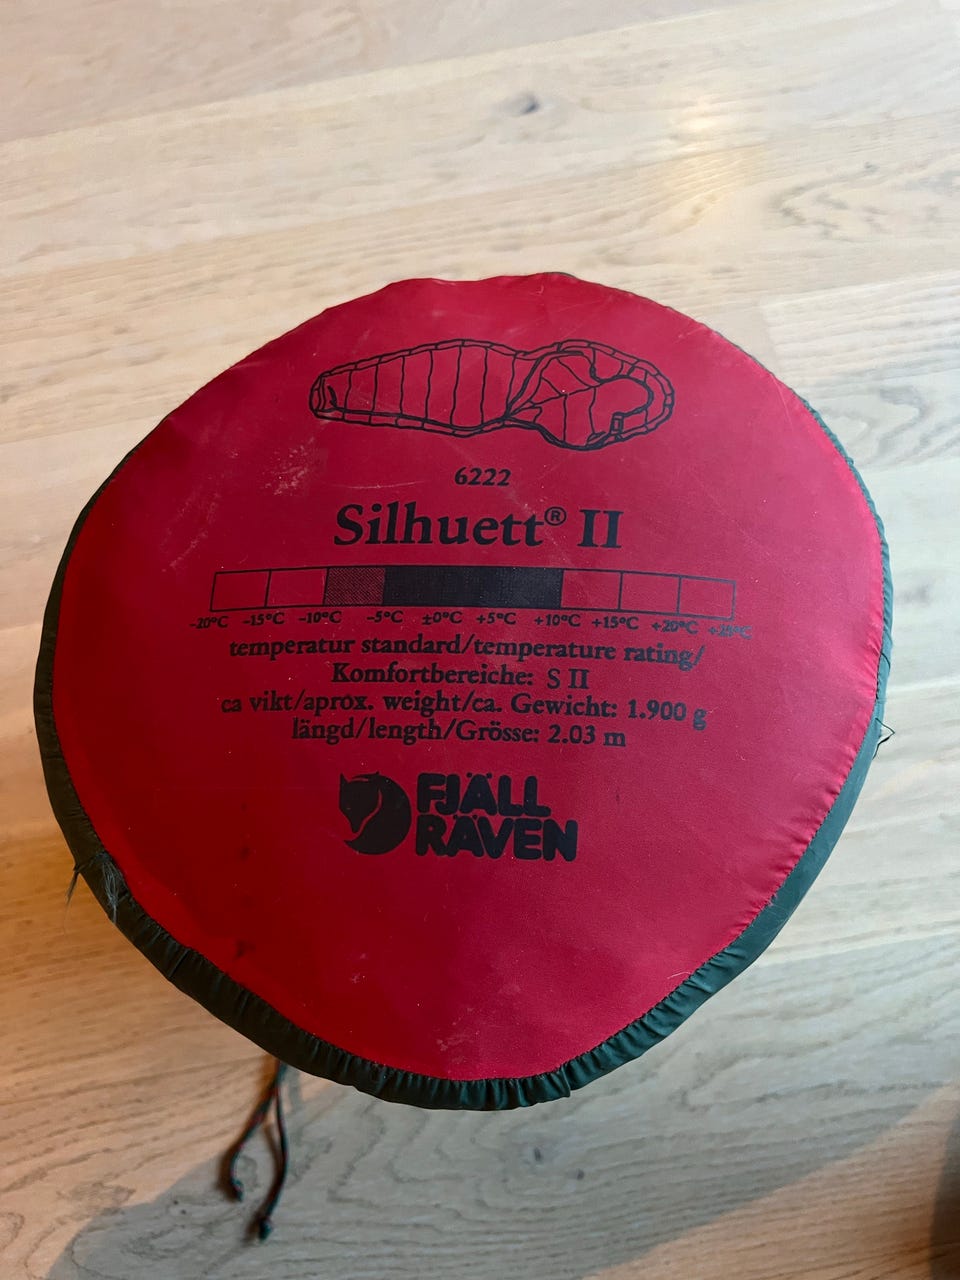 6222
Silhuett® II
-20°C -15°C -10°C -5°C ±0°C +5°C +10°C +15°C +20°C +25°C
temperatur standard/temperature rating/
Komfortbereiche: S II
ca vikt/aprox. weight/ca. Gewicht: 1.900 g
längd/length/Grösse: 2.03 m
FJÄLL
RÄVEN